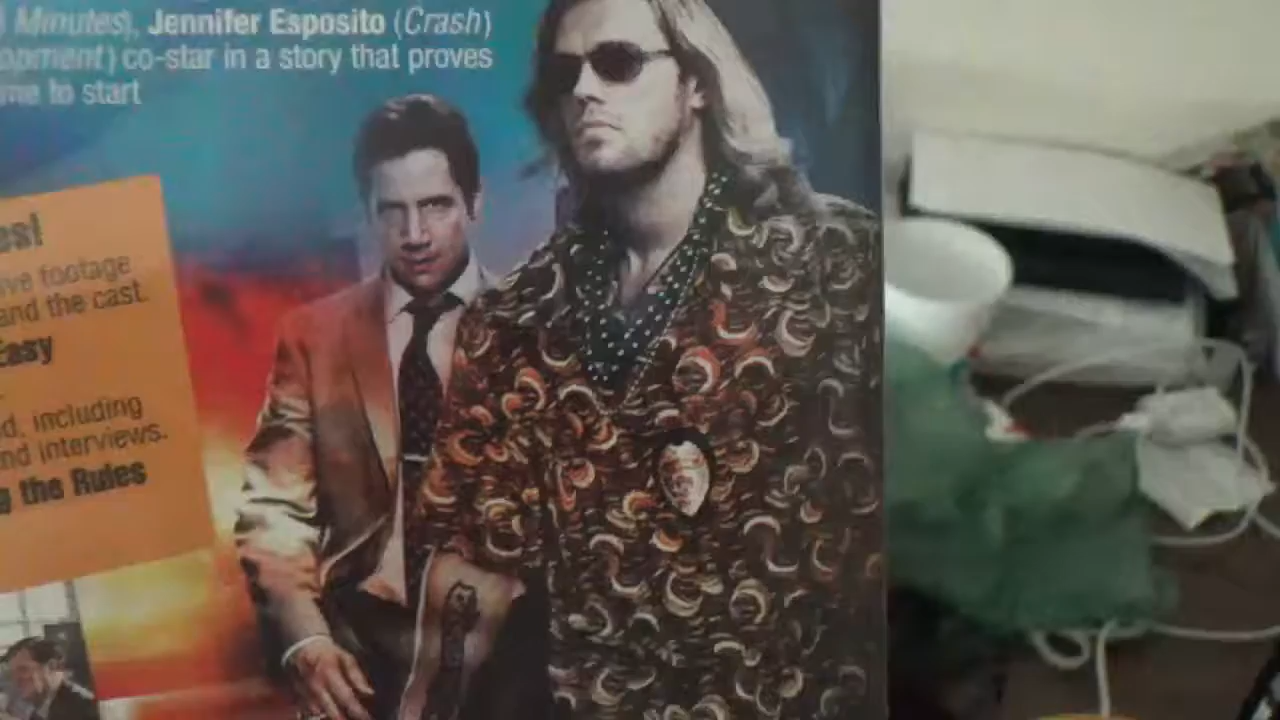 Minutes), Jennifer Esposito (Crash)
opment) co-star in a story that proves
me to start
es!
ive footage
and the cast.
Easy
d, including
nd interviews.
g the Rules